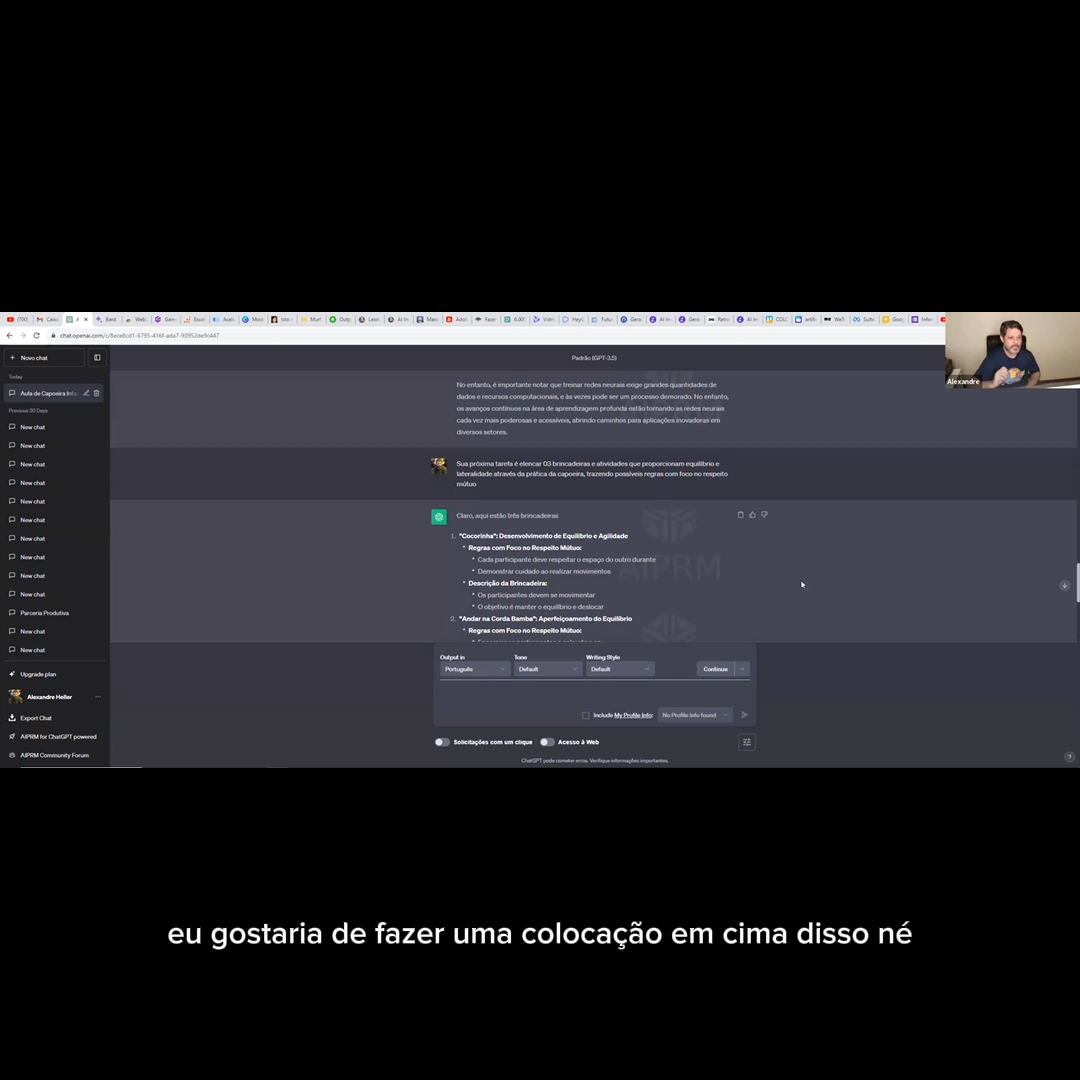 chat.openai.com/c/
Novo chat
Padrão (GPT-3.5)
Alexandre
Today
Aula de Capoeira Infa
Previous 30 Days
New chat
New chat
New chat
New chat
New chat
New chat
New chat
New chat
New chat
New chat
Parceria Produtiva
New chat
New chat
Upgrade plan
Alexandre Heller
Export Chat
AIPRM for ChatGPT powered
AIPRM Community Forum
No entanto, é importante notar que treinar redes neurais exige grandes quantidades de
dados e recursos computacionais, e às vezes pode ser um processo demorado. No entanto,
os avanços contínuos na área de aprendizagem profunda estão tornando as redes neurais
cada vez mais poderosas e acessíveis, abrindo caminhos para aplicações inovadoras em
diversos setores.
Sua próxima tarefa é elencar 03 brincadeiras e atividades que proporcionam equilíbrio e
lateralidade através da prática da capoeira, trazendo possíveis regras com foco no respeito
mútuo
Claro, aqui estão três brincadeiras
1. "Cocorinha": Desenvolvimento de Equilíbrio e Agilidade
• Regras com Foco no Respeito Mútuo:
• Cada participante deve respeitar o espaço do outro durante
• Demonstrar cuidado ao realizar movimentos
• Descrição da Brincadeira:
• Os participantes devem se movimentar
• O objetivo é manter o equilíbrio e deslocar
2. "Andar na Corda Bamba": Aperfeiçoamento do Equilíbrio
• Regras com Foco no Respeito Mútuo:
AIPRM
Output in
Tone
Writing Style
Português
Default
Default
Continue
Include My Profile Info:
No Profile Info found
Solicitações com um clique
Acesso à Web
ChatGPT pode cometer erros. Verifique informações importantes.
eu gostaria de fazer uma colocação em cima disso né